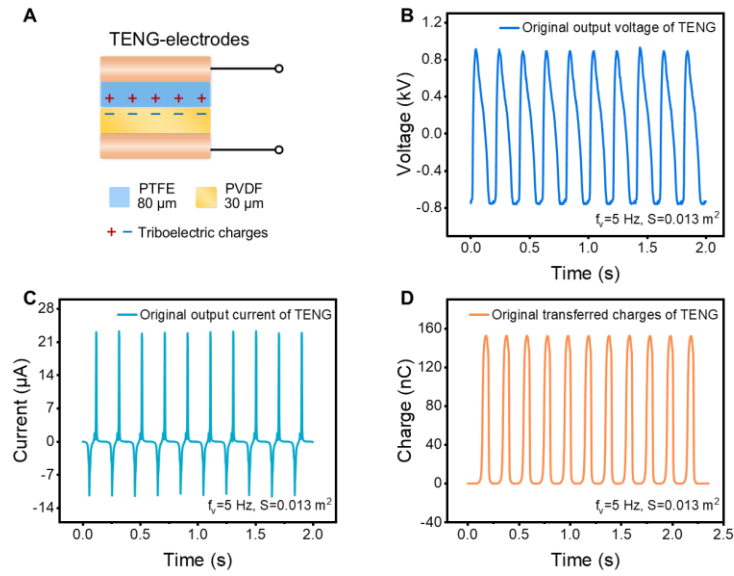 A
TENG-electrodes
+ + + + +
− − − − − −
PTFE
80 μm
PVDF
30 μm
+ − Triboelectric charges
B
Original output voltage of TENG
1.2
0.8
0.4
0.0
-0.4
-0.8
Voltage (kV)
fᵥ=5 Hz, S=0.013 m²
0.0 0.5 1.0 1.5 2.0
Time (s)
C
Original output current of TENG
28
21
14
7
0
-7
-14
Current (μA)
fᵥ=5 Hz, S=0.013 m²
0.0 0.5 1.0 1.5 2.0
Time (s)
D
Original transferred charges of TENG
160
120
80
40
0
-40
Charge (nC)
fᵥ=5 Hz, S=0.013 m²
0.0 0.5 1.0 1.5 2.0 2.5
Time (s)